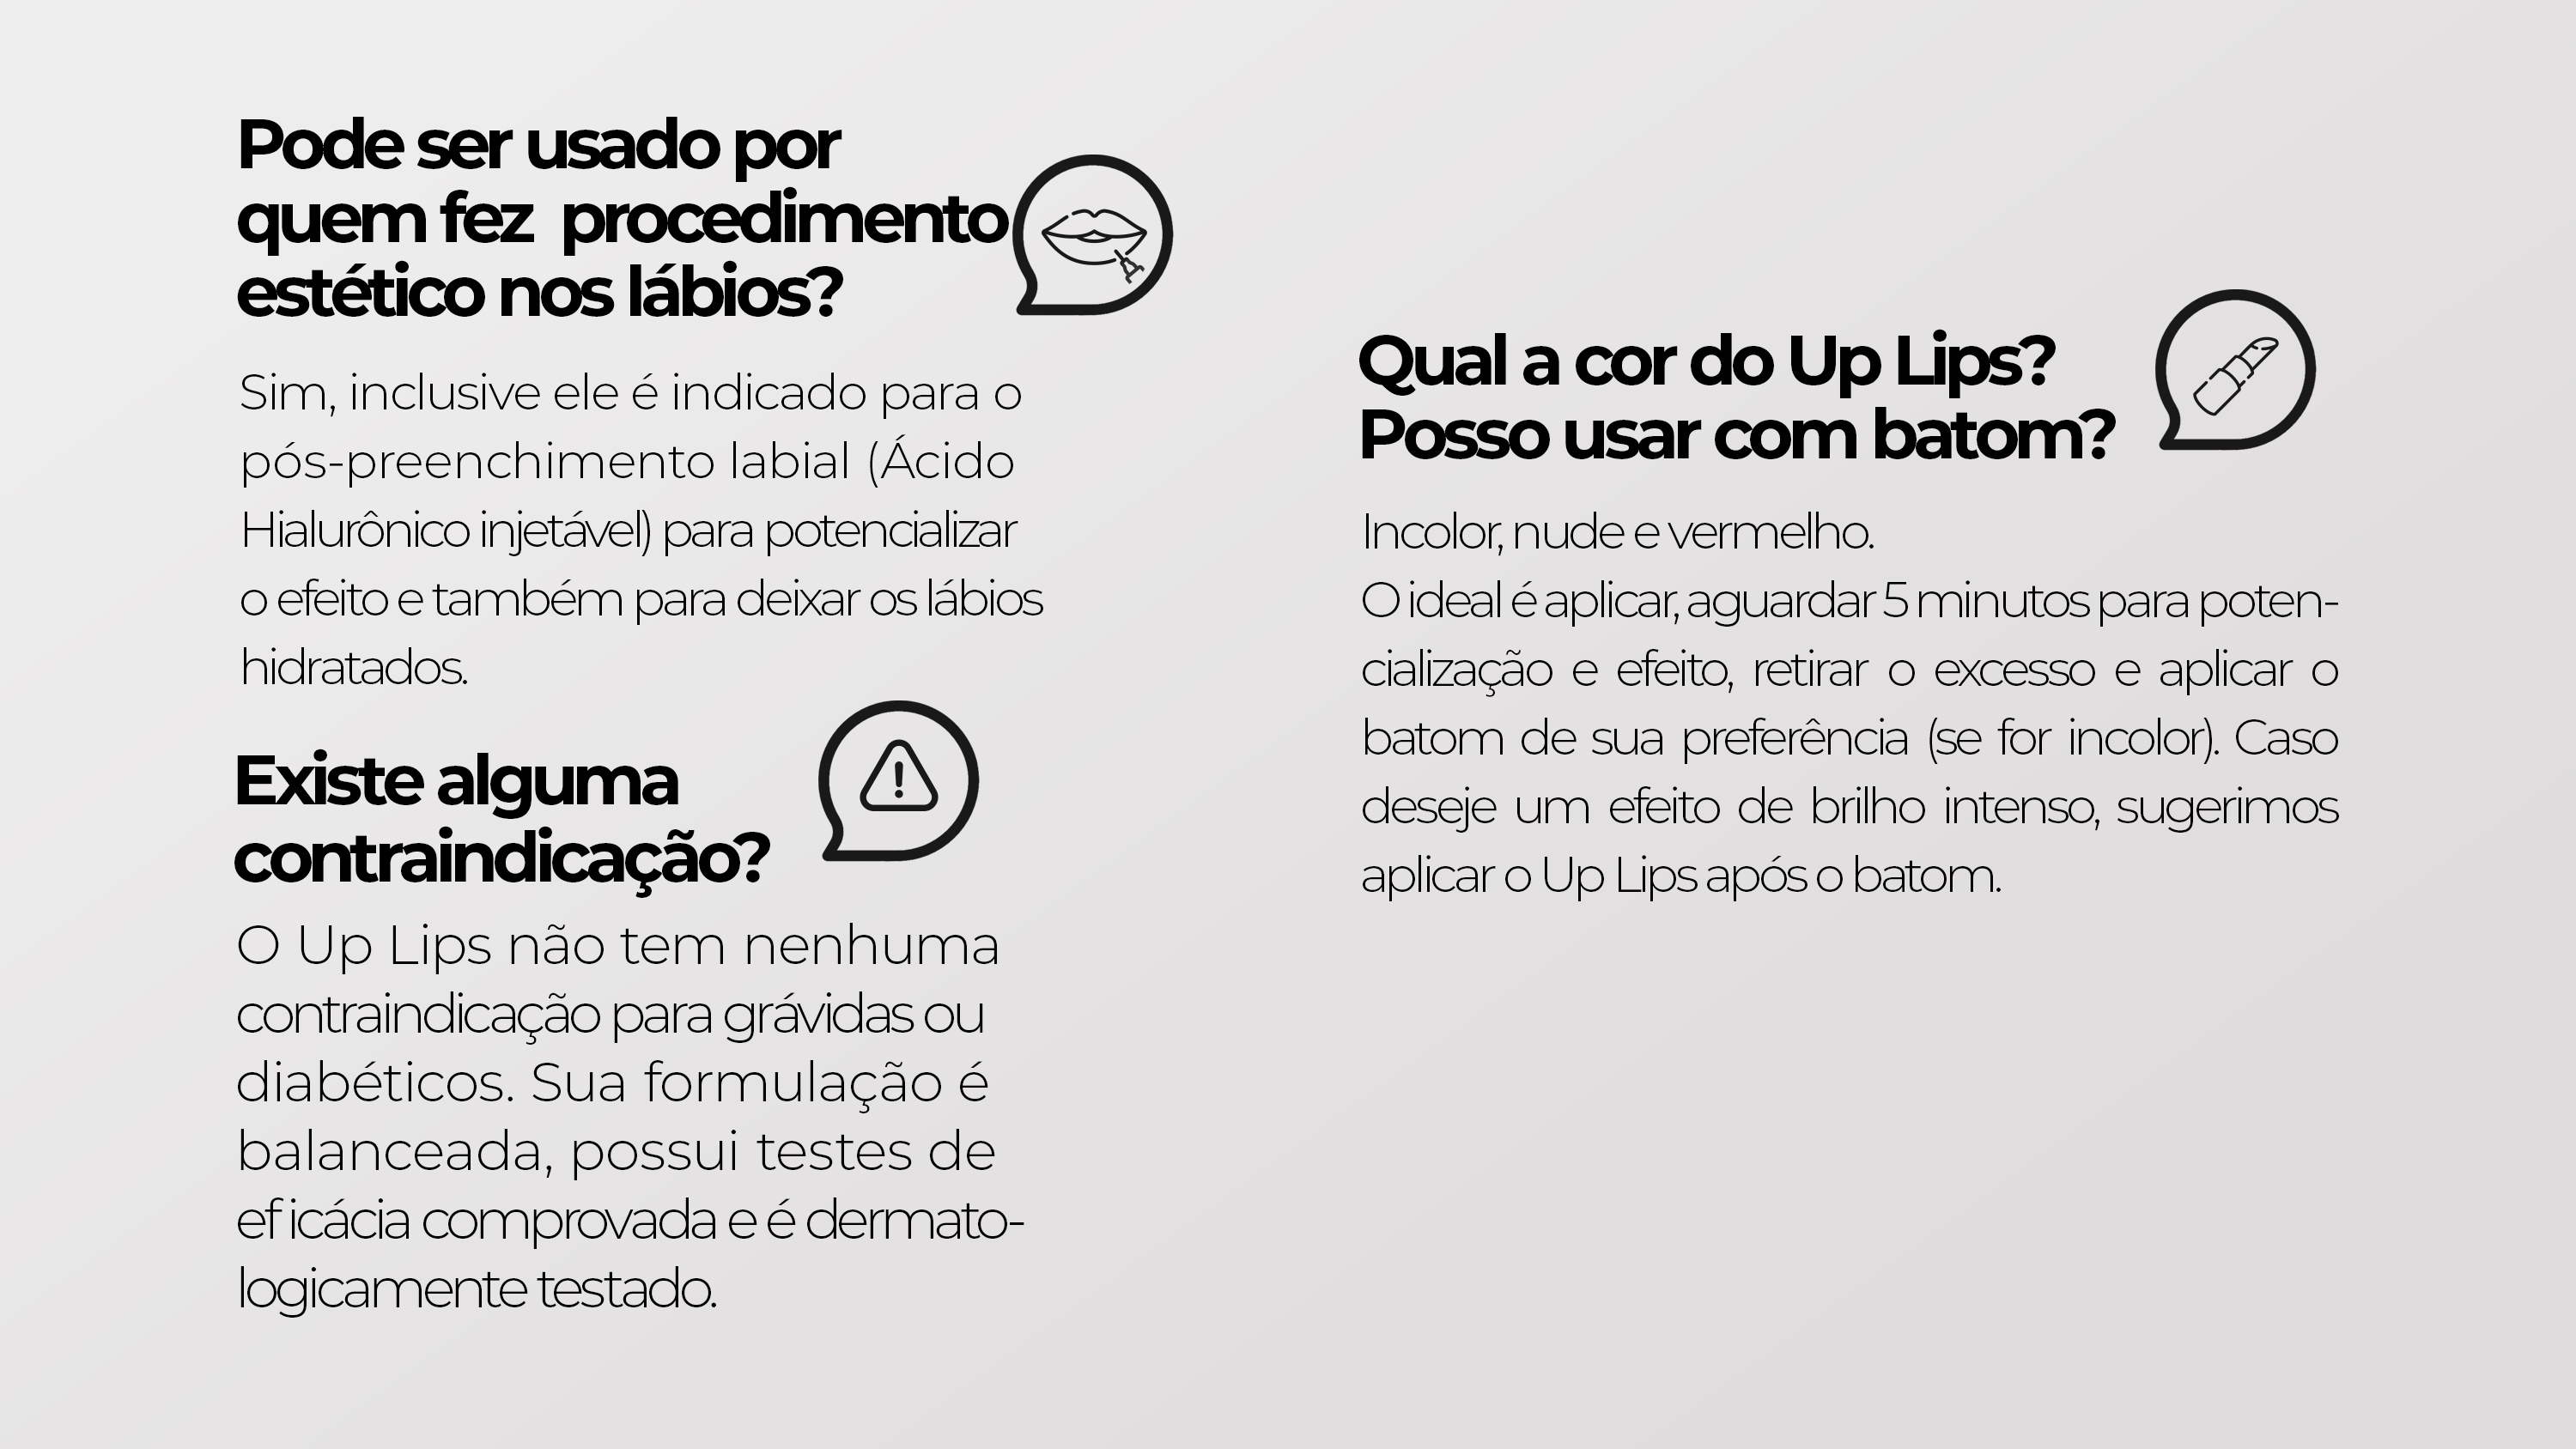 Pode ser usado por
quem fez procedimento
estético nos lábios?
Sim, inclusive ele é indicado para o
pós-preenchimento labial (Ácido
Hialurônico injetável) para potencializar
o efeito e também para deixar os lábios
hidratados.
Existe alguma
contraindicação?
O Up Lips não tem nenhuma
contraindicação para grávidas ou
diabéticos. Sua formulação é
balanceada, possui testes de
eficácia comprovada e é dermato-
logicamente testado.
Qual a cor do Up Lips?
Posso usar com batom?
Incolor, nude e vermelho.
O ideal é aplicar, aguardar 5 minutos para poten-
cialização e efeito, retirar o excesso e aplicar o
batom de sua preferência (se for incolor). Caso
deseje um efeito de brilho intenso, sugerimos
aplicar o Up Lips após o batom.